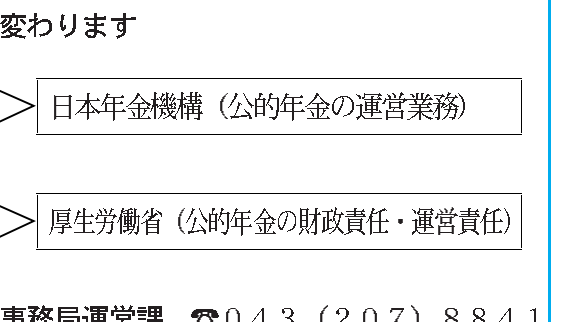 変わります
日本年金機構（公的年金の運営業務）
厚生労働省（公的年金の財政責任・運営責任）
事務局運営課　☎０４３（２０７）８８４１